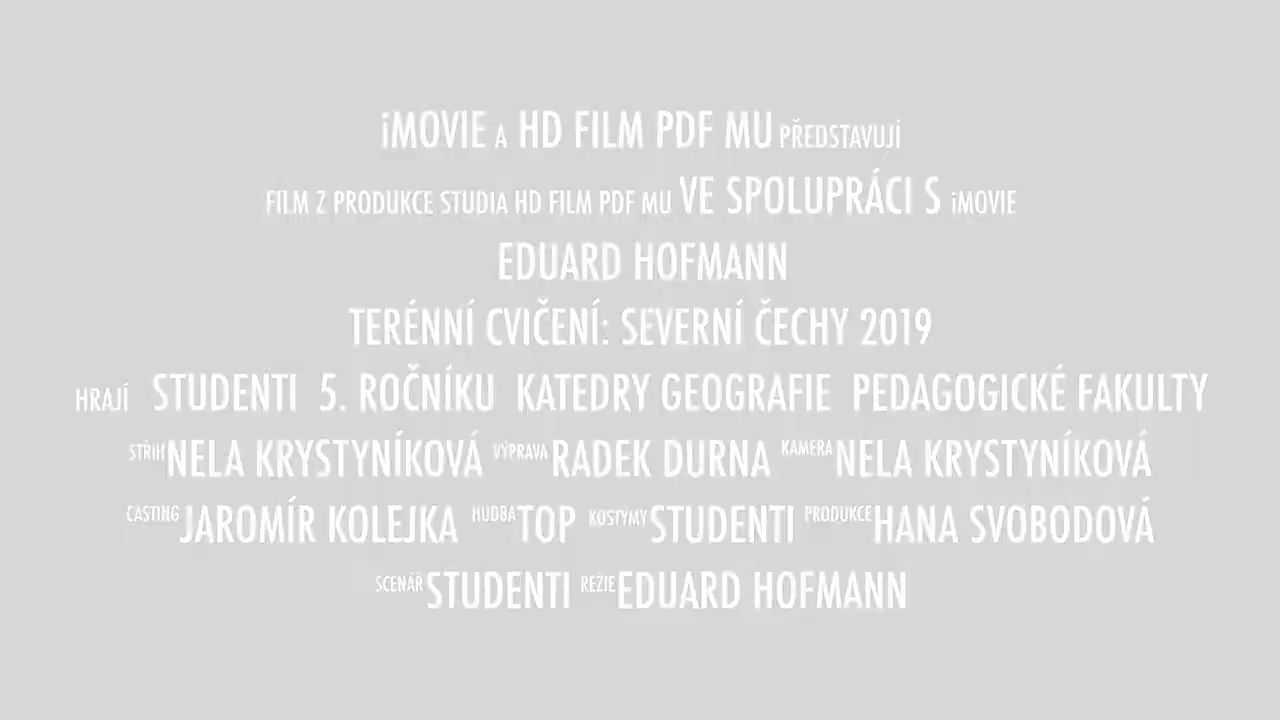 iMOVIE A HD FILM PDF MU PŘEDSTAVUJÍ
FILM Z PRODUKCE STUDIA HD FILM PDF MU VE SPOLUPRÁCI S iMOVIE
EDUARD HOFMANN
TERÉNNÍ CVIČENÍ: SEVERNÍ ČECHY 2019
HRAJÍ STUDENTI 5. ROČNÍKU KATEDRY GEOGRAFIE PEDAGOGICKÉ FAKULTY
STŘIH NELA KRYSTYNÍKOVÁ VÝPRAVA RADEK DURNA KAMERA NELA KRYSTYNÍKOVÁ
CASTING JAROMÍR KOLEJKA HUDBA TOP KOSTÝMY STUDENTI PRODUKCE HANA SVOBODOVÁ
SCÉNÁŘ STUDENTI REŽIE EDUARD HOFMANN